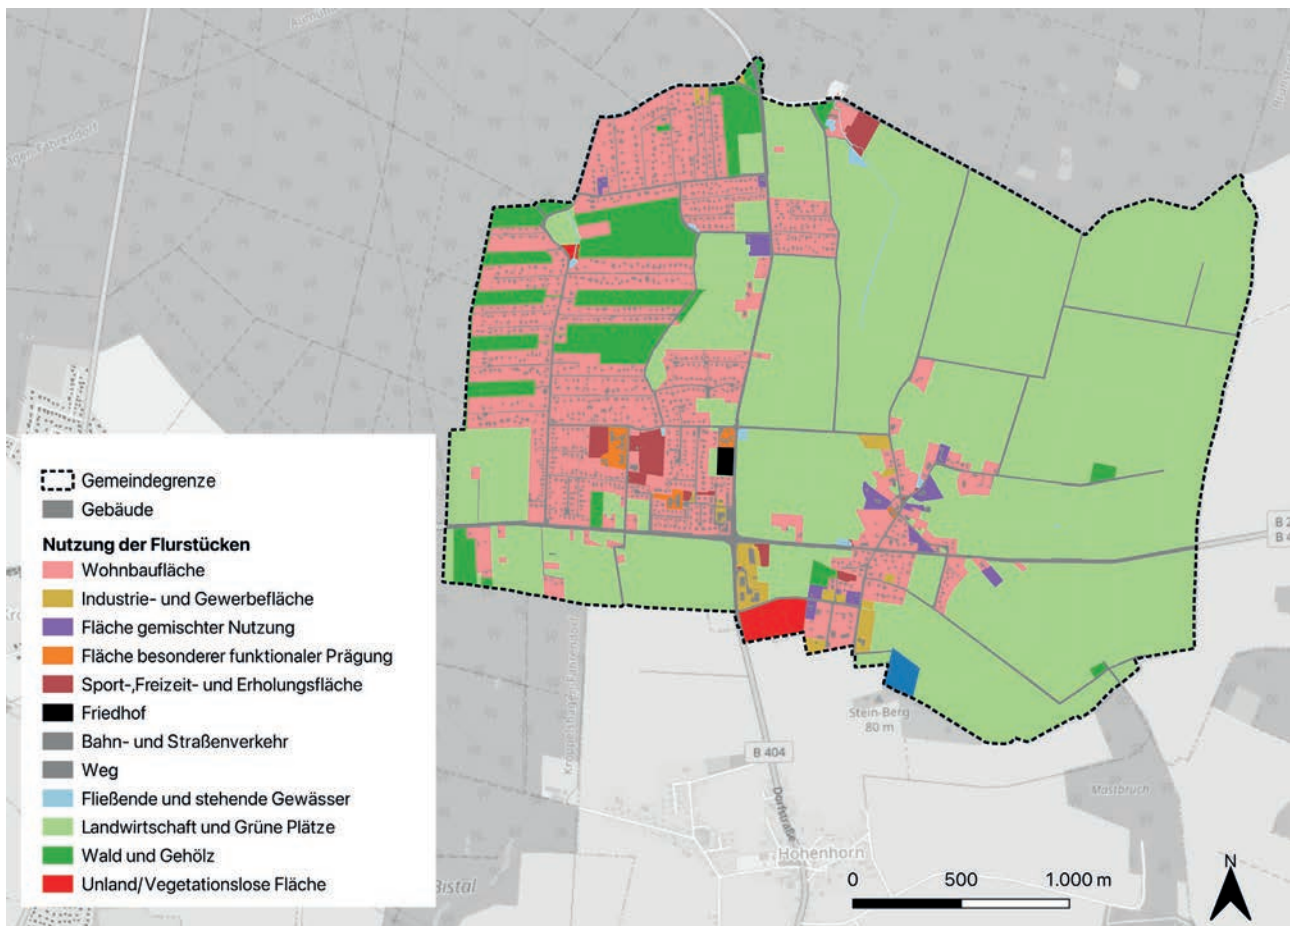 Gemeindegrenze
Gebäude
Nutzung der Flurstücken
Wohnbaufläche
Industrie- und Gewerbefläche
Fläche gemischter Nutzung
Fläche besonderer funktionaler Prägung
Sport-,Freizeit- und Erholungsfläche
Friedhof
Bahn- und Straßenverkehr
Weg
Fließende und stehende Gewässer
Landwirtschaft und Grüne Plätze
Wald und Gehölz
Unland/Vegetationslose Fläche
B 2
B 4
Stein-Berg
80 m
B 404
Dorfstraße
Hohenhorn
Mastbruch
0 500 1.000 m
N